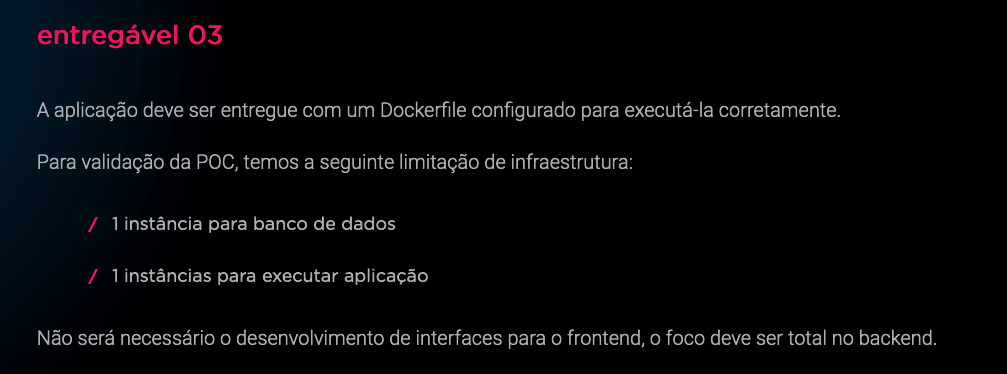 entregável 03
A aplicação deve ser entregue com um Dockerfile configurado para executá-la corretamente.
Para validação da POC, temos a seguinte limitação de infraestrutura:
/ 1 instância para banco de dados
/ 1 instâncias para executar aplicação
Não será necessário o desenvolvimento de interfaces para o frontend, o foco deve ser total no backend.